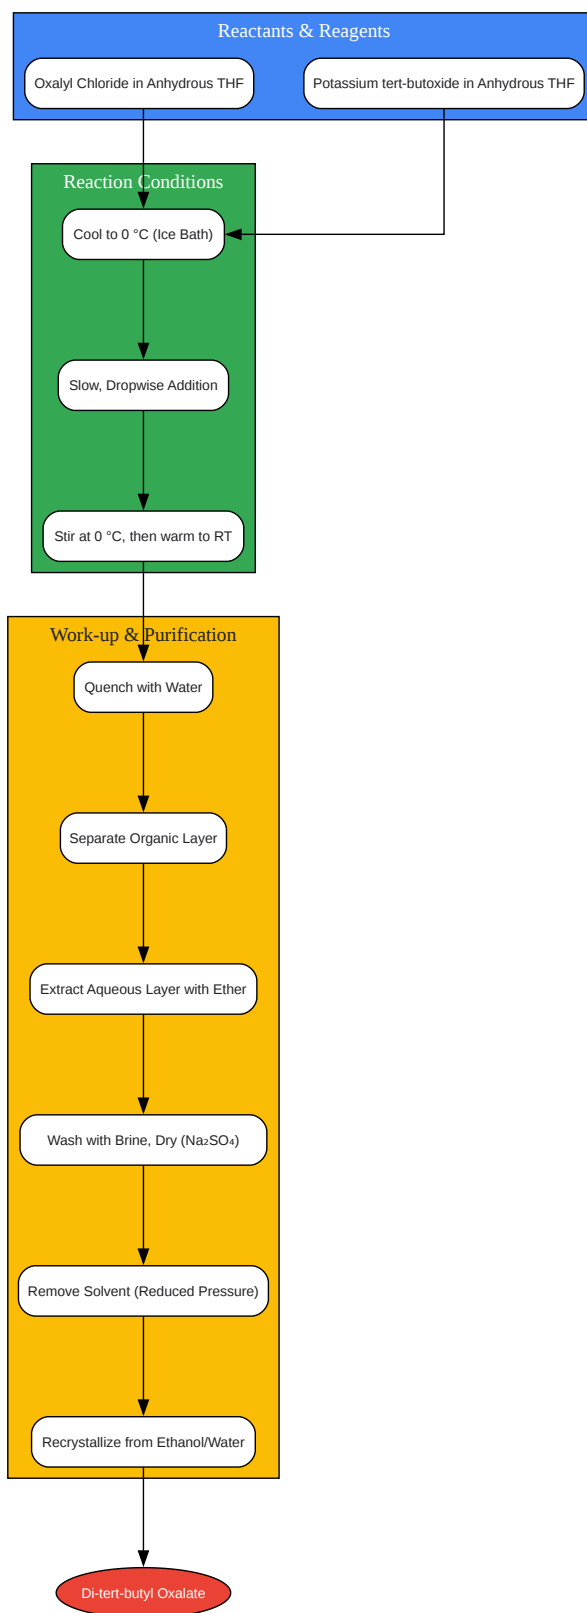 Reactants & Reagents
Oxalyl Chloride in Anhydrous THF
Potassium tert-butoxide in Anhydrous THF
Reaction Conditions
Cool to 0 °C (Ice Bath)
Slow, Dropwise Addition
Stir at 0 °C, then warm to RT
Work-up & Purification
Quench with Water
Separate Organic Layer
Extract Aqueous Layer with Ether
Wash with Brine, Dry (Na₂SO₄)
Remove Solvent (Reduced Pressure)
Recrystallize from Ethanol/Water
Di-tert-butyl Oxalate